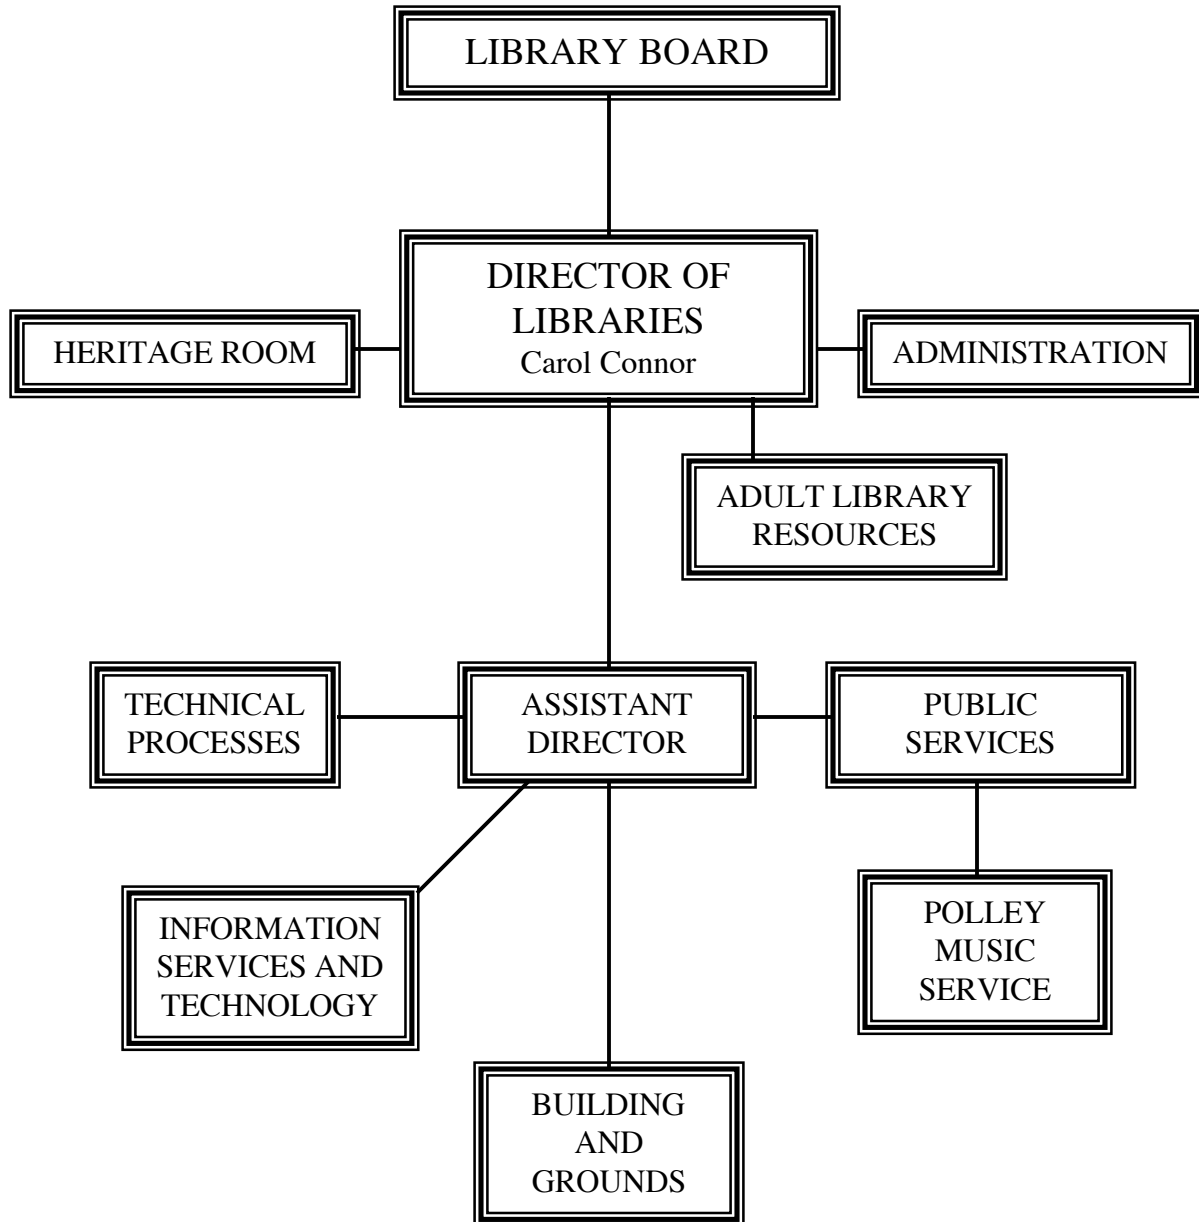 LIBRARY BOARD
DIRECTOR OF
LIBRARIES
Carol Connor
HERITAGE ROOM
ADMINISTRATION
ADULT LIBRARY
RESOURCES
TECHNICAL
PROCESSES
ASSISTANT
DIRECTOR
PUBLIC
SERVICES
INFORMATION
SERVICES AND
TECHNOLOGY
POLLEY
MUSIC
SERVICE
BUILDING
AND
GROUNDS